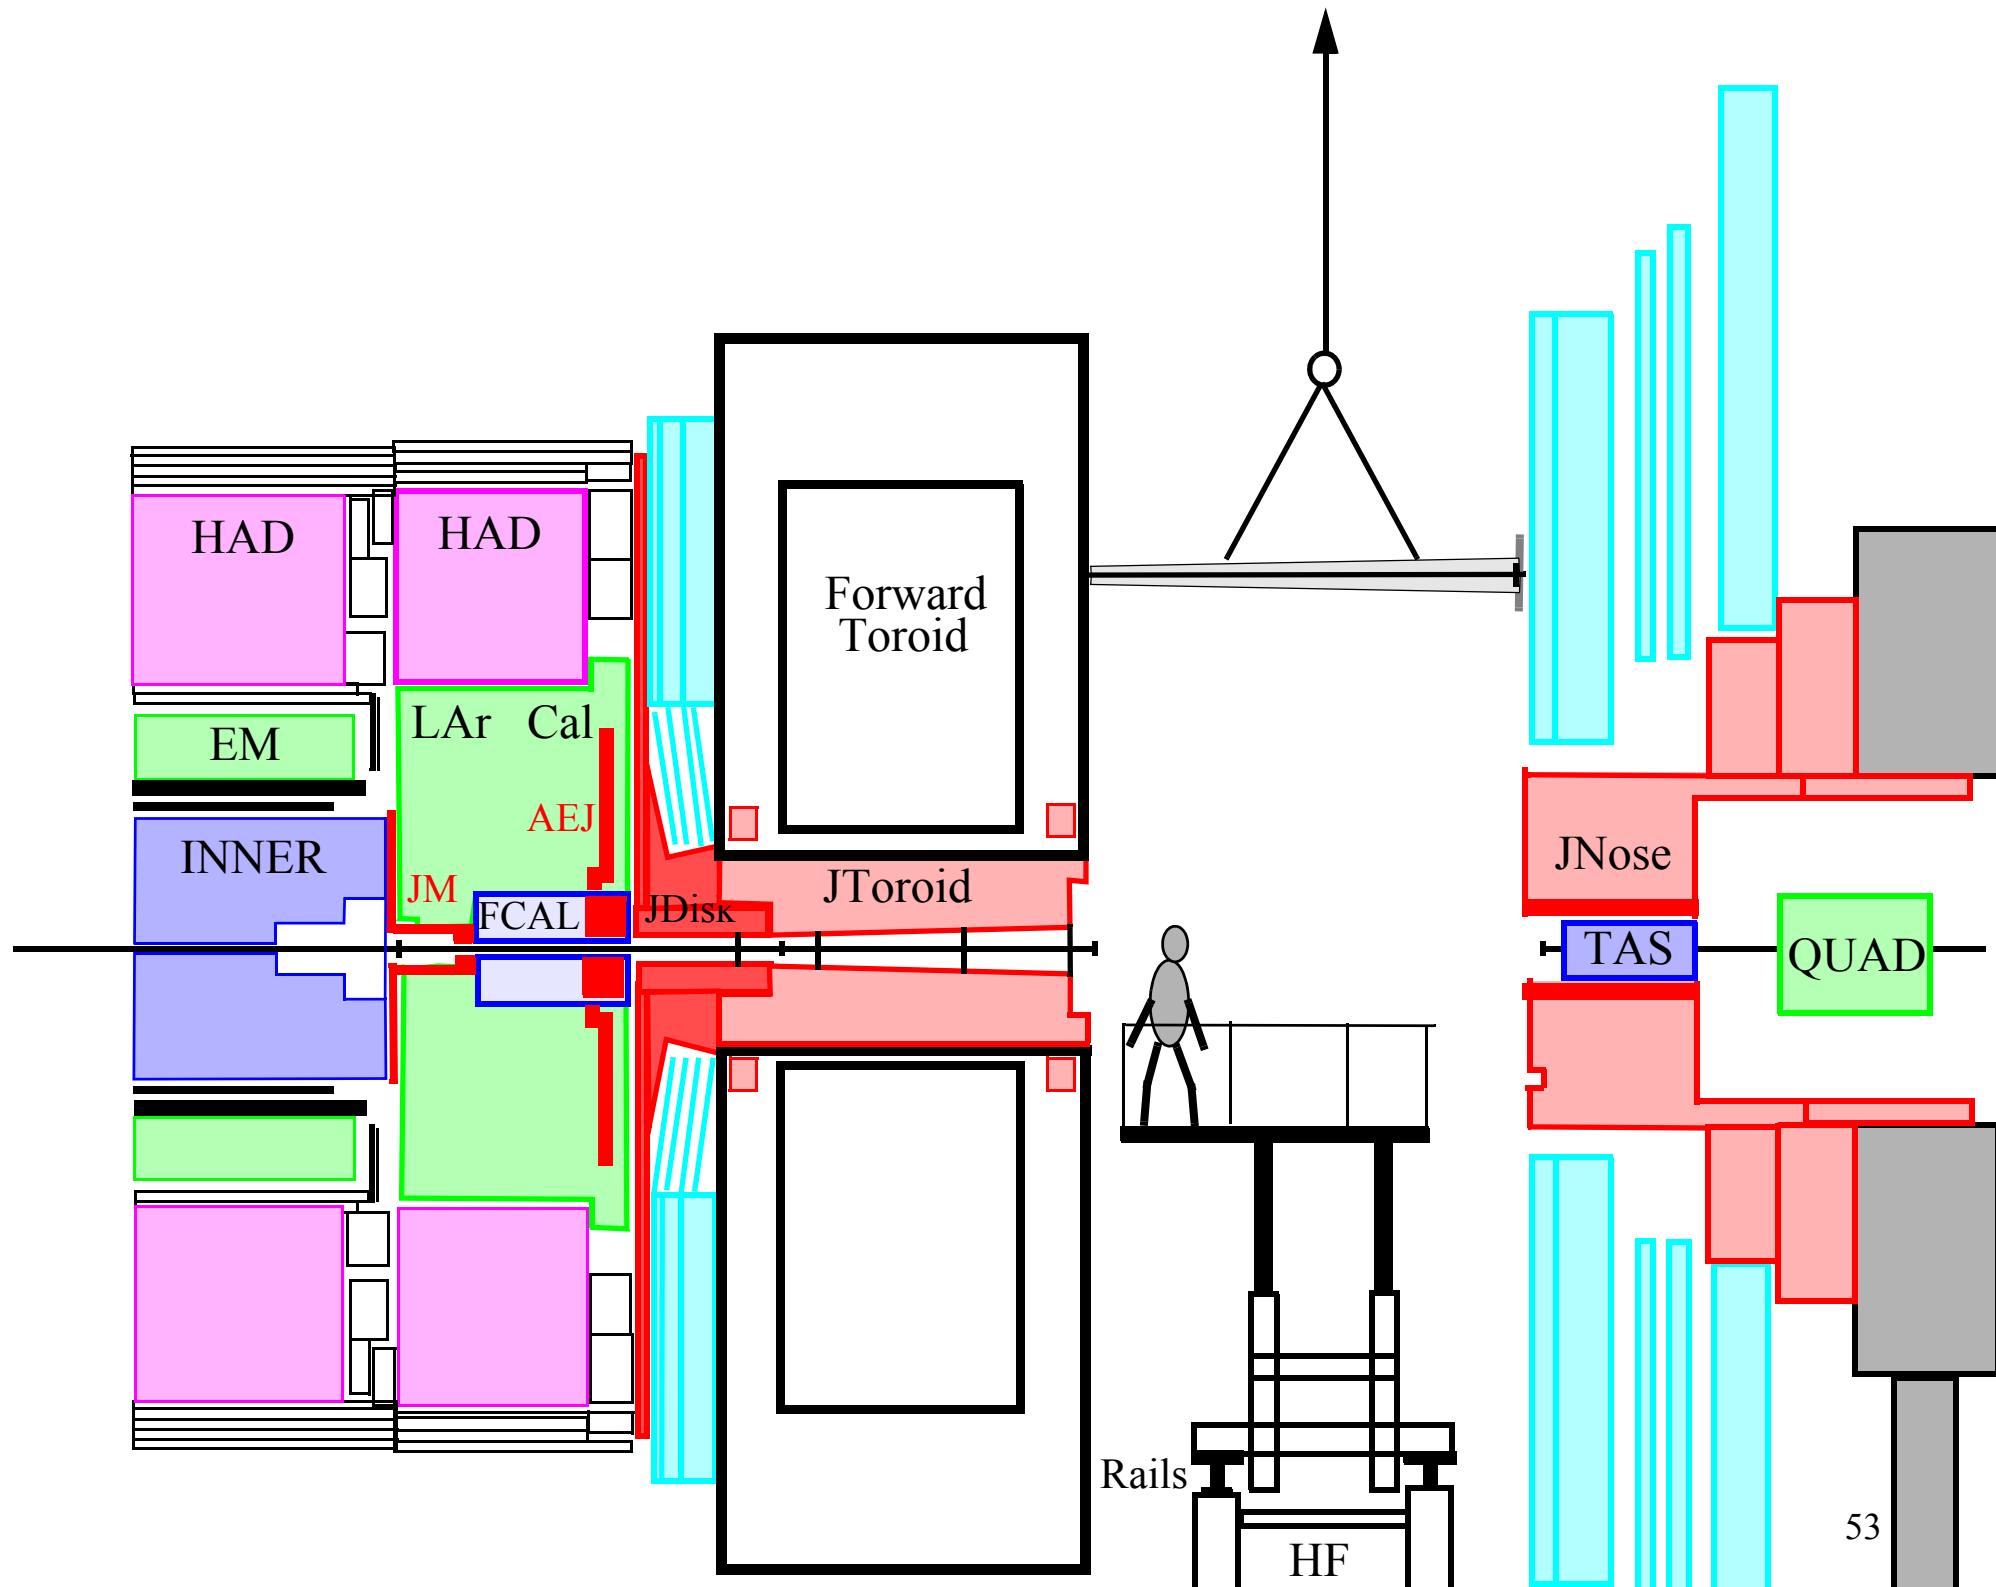 HAD
HAD
Forward
Toroid
EM
LAr Cal
AEJ
INNER
JM
FCAL
JDisk
JToroid
JNose
TAS
QUAD
Rails
HF
53